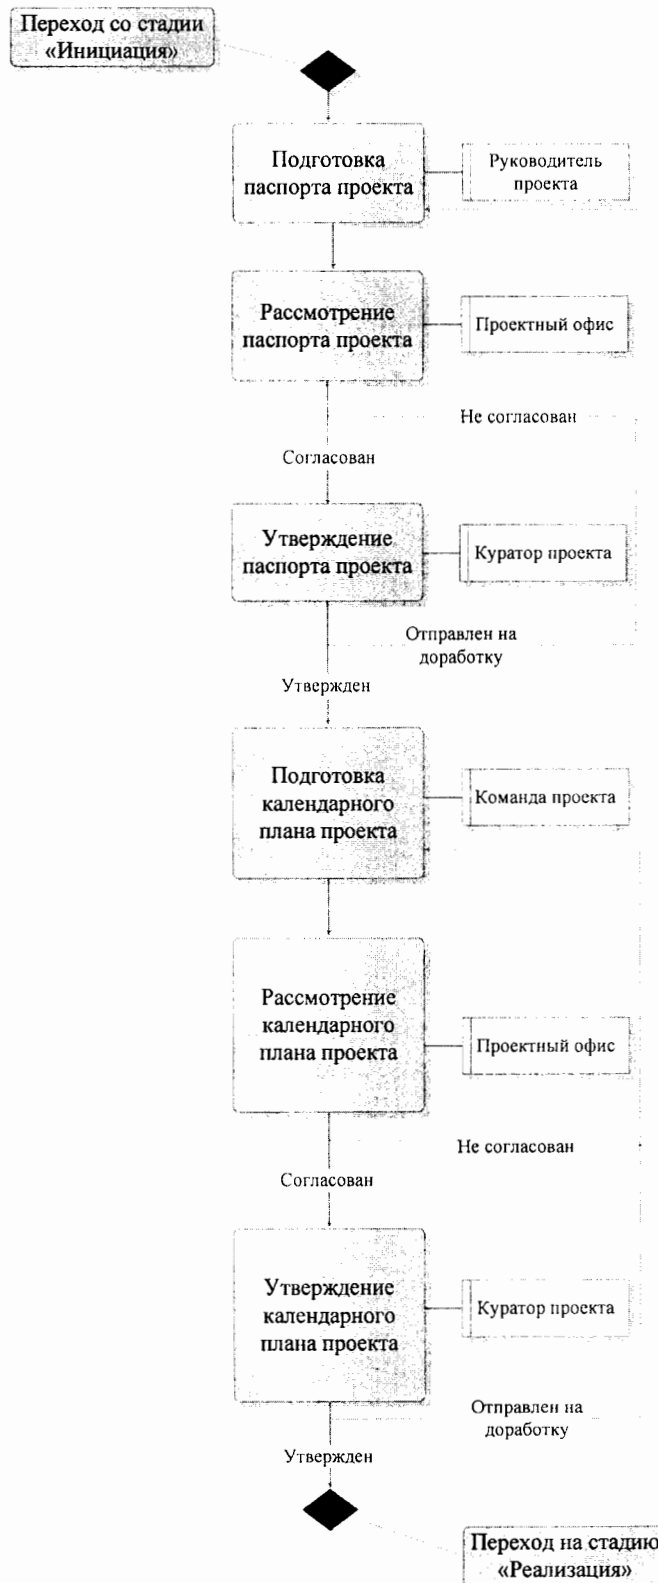 Переход со стадии
«Инициация»
Подготовка
паспорта проекта
Руководитель
проекта
Рассмотрение
паспорта проекта
Проектный офис
Не согласован
Согласован
Утверждение
паспорта проекта
Куратор проекта
Отправлен на
доработку
Утвержден
Подготовка
календарного
плана проекта
Команда проекта
Рассмотрение
календарного
плана проекта
Проектный офис
Не согласован
Согласован
Утверждение
календарного
плана проекта
Куратор проекта
Отправлен на
доработку
Утвержден
Переход на стадию
«Реализация»